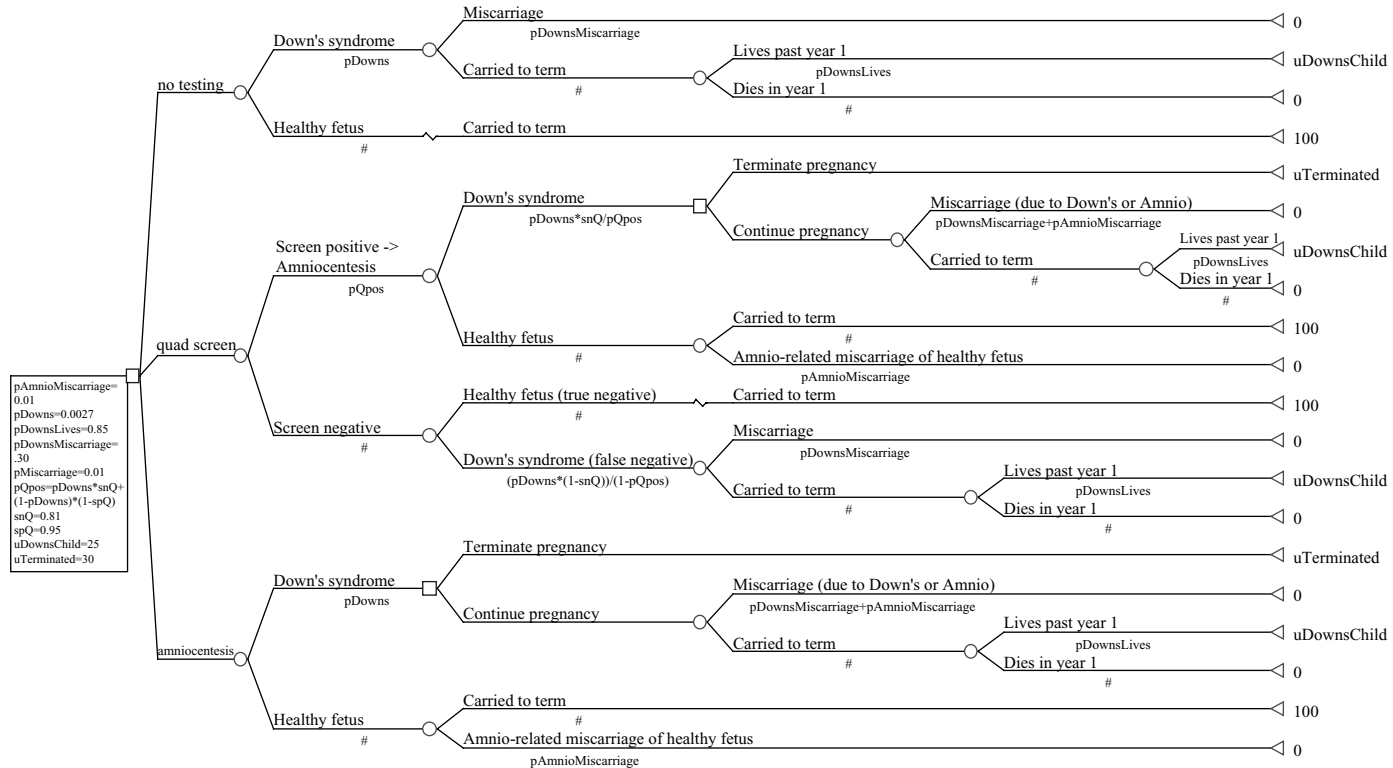 Miscarriage
pDownsMiscarriage
0
Down's syndrome
pDowns
Lives past year 1
pDownsLives
uDownsChild
Carried to term
#
Dies in year 1
#
0
no testing
Healthy fetus
#
Carried to term
100
Terminate pregnancy
uTerminated
Down's syndrome
pDowns*snQ/pQpos
Miscarriage (due to Down's or Amnio)
pDownsMiscarriage+pAmnioMiscarriage
0
Continue pregnancy
Lives past year 1
pDownsLives
uDownsChild
Carried to term
#
Dies in year 1
#
0
Screen positive ->
Amniocentesis
pQpos
Carried to term
#
100
Healthy fetus
#
Amnio-related miscarriage of healthy fetus
pAmnioMiscarriage
0
quad screen
Healthy fetus (true negative)
#
Carried to term
100
Screen negative
#
Miscarriage
pDownsMiscarriage
0
Down's syndrome (false negative)
(pDowns*(1-snQ))/(1-pQpos)
Lives past year 1
pDownsLives
uDownsChild
Carried to term
#
Dies in year 1
#
0
pAmnioMiscarriage=
0.01
pDowns=0.0027
pDownsLives=0.85
pDownsMiscarriage=
.30
pMiscarriage=0.01
pQpos=pDowns*snQ+
(1-pDowns)*(1-spQ)
snQ=0.81
spQ=0.95
uDownsChild=25
uTerminated=30
Terminate pregnancy
uTerminated
Down's syndrome
pDowns
Miscarriage (due to Down's or Amnio)
pDownsMiscarriage+pAmnioMiscarriage
0
Continue pregnancy
Lives past year 1
pDownsLives
uDownsChild
Carried to term
#
Dies in year 1
#
0
amniocentesis
Carried to term
#
100
Healthy fetus
#
Amnio-related miscarriage of healthy fetus
pAmnioMiscarriage
0